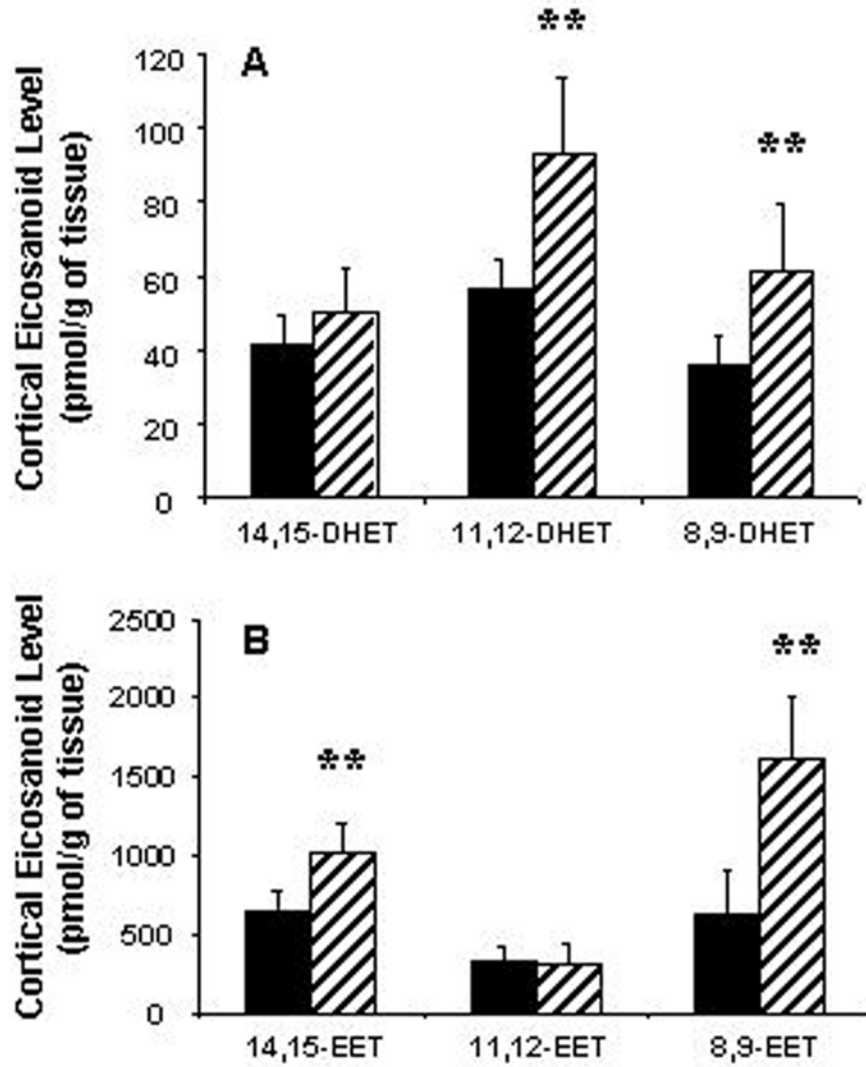 **
A
**
Cortical Eicosanoid Level
(pmol/g of tissue)
120
100
80
60
40
20
0
14,15-DHET 11,12-DHET 8,9-DHET
B
**
**
Cortical Eicosanoid Level
(pmol/g of tissue)
2500
2000
1500
1000
500
0
14,15-EET 11,12-EET 8,9-EET